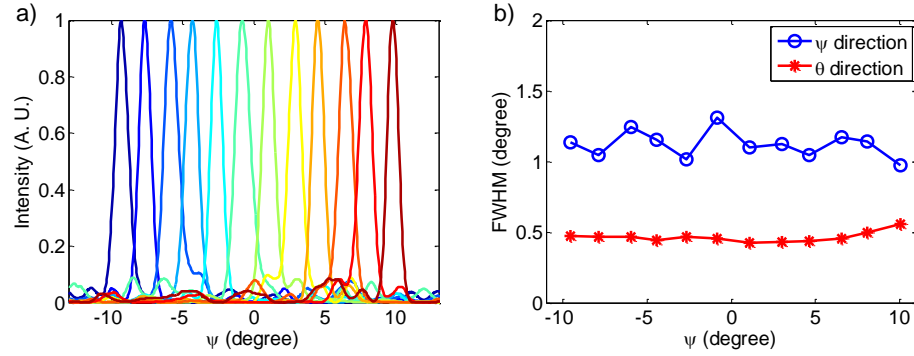 a)
1
0.8
0.6
0.4
0.2
0
Intensity (A. U.)
-10 -5 0 5 10
ψ (degree)
b)
2
1.5
1
0.5
0
FWHM (degree)
ψ direction
θ direction
-10 -5 0 5 10
ψ (degree)